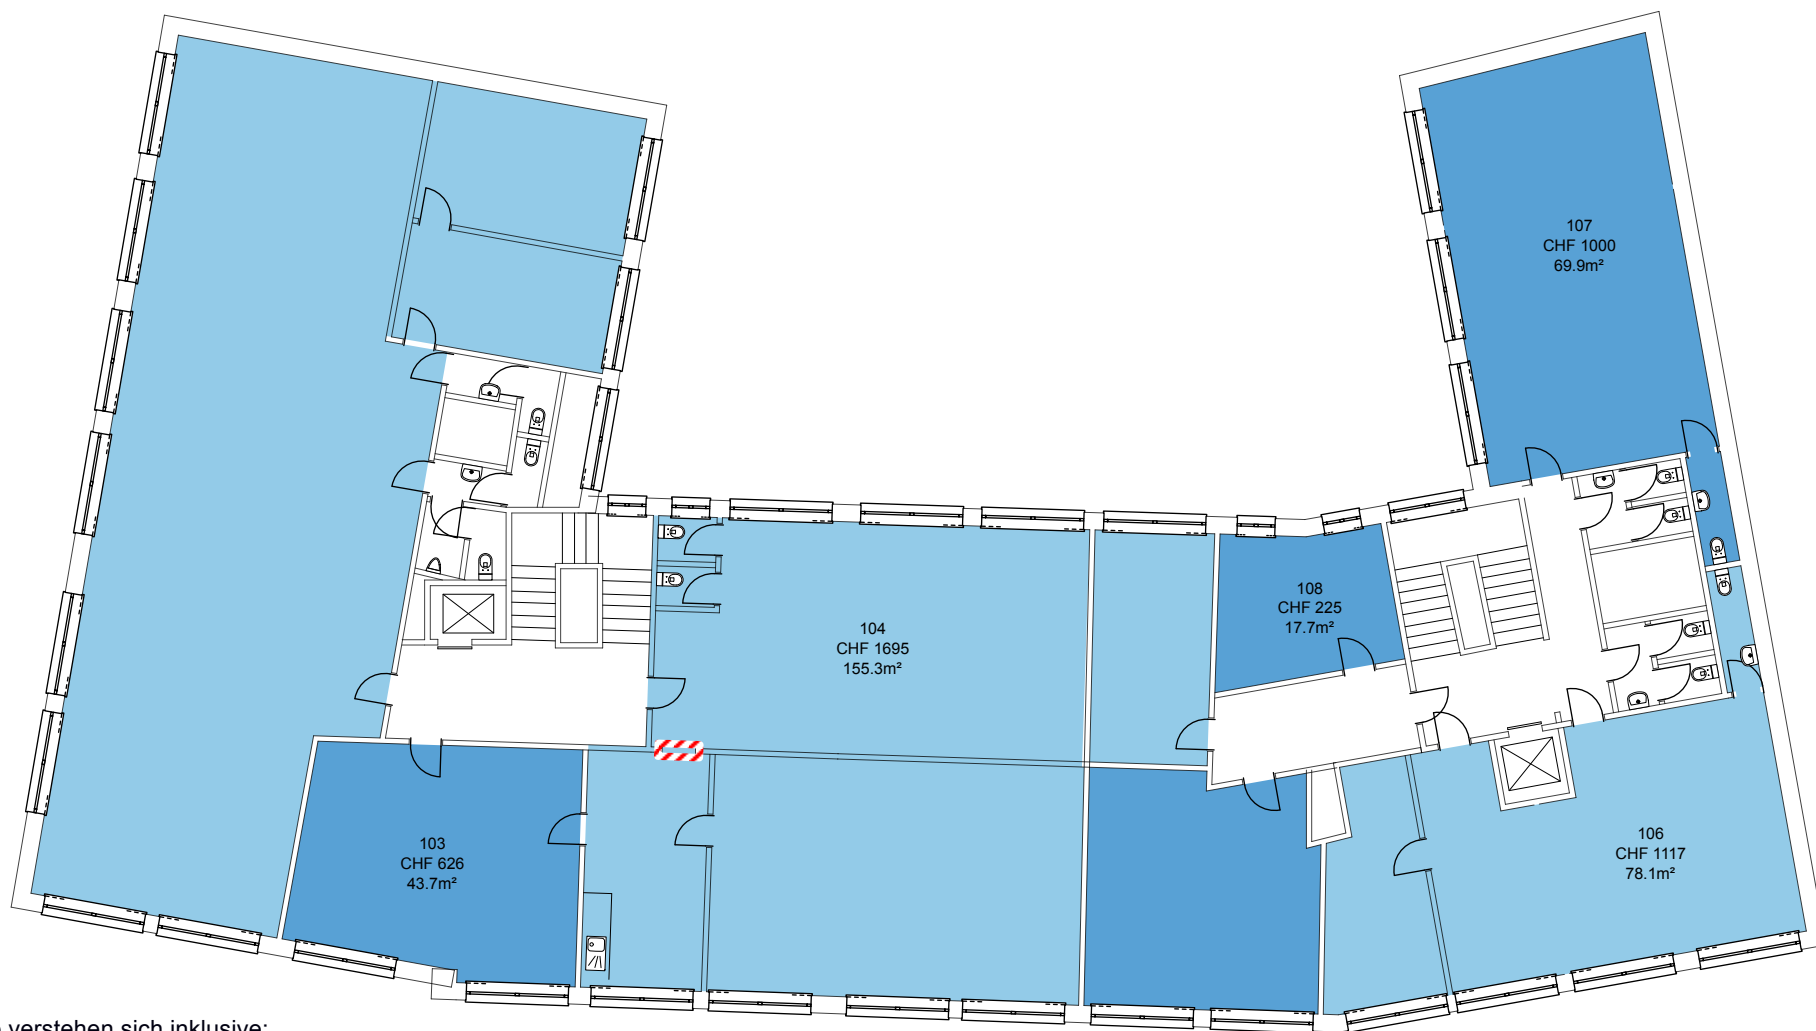 107
CHF 1000
69.9m²
108
CHF 225
17.7m²
104
CHF 1695
155.3m²
103
CHF 626
43.7m²
106
CHF 1117
78.1m²
verstehen sich inklusive: